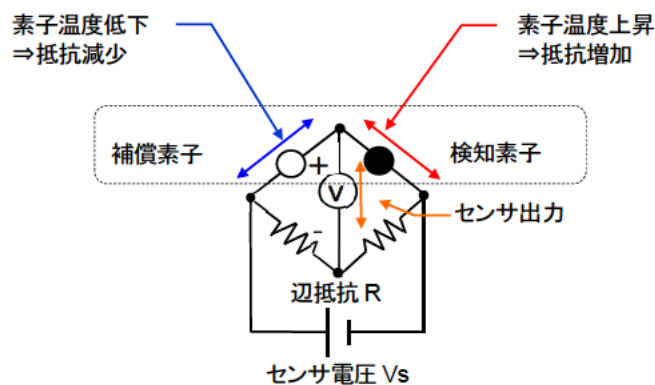 素子温度低下
⇒抵抗減少
素子温度上昇
⇒抵抗増加
補償素子
+
検知素子
V
センサ出力
-
辺抵抗 R
センサ電圧 Vs